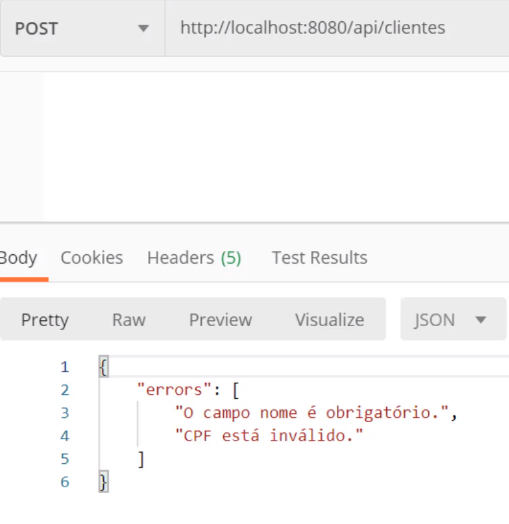 POST http://localhost:8080/api/clientes
Body Cookies Headers (5) Test Results
Pretty Raw Preview Visualize JSON
1 {
2 "errors": [
3 "O campo nome é obrigatório.",
4 "CPF está inválido."
5 ]
6 }